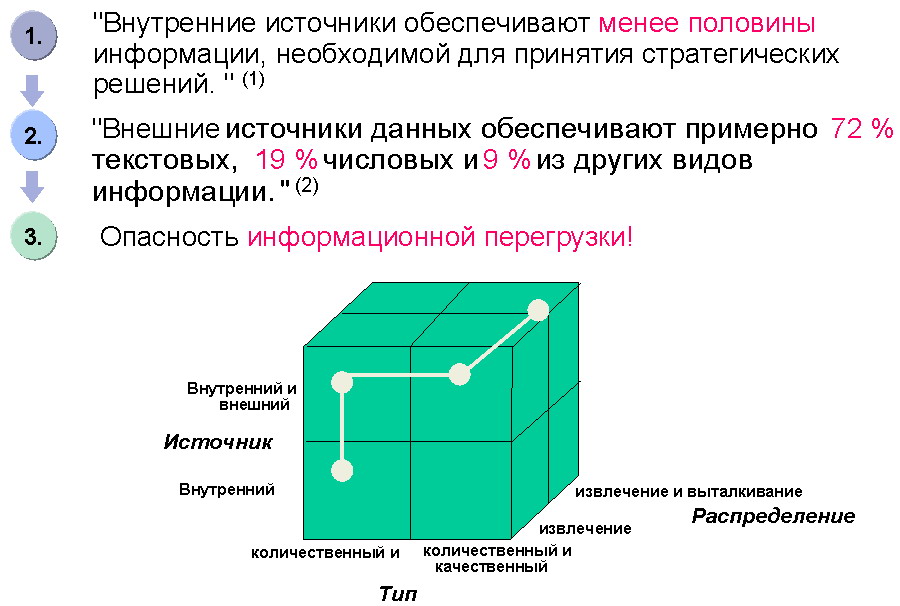 1.
"Внутренние источники обеспечивают менее половины
информации, необходимой для принятия стратегических
решений. " (1)
2.
"Внешние источники данных обеспечивают примерно 72 %
текстовых, 19 % числовых и 9 % из других видов
информации. " (2)
3.
Опасность информационной перегрузки!
Внутренний и
внешний
Источник
Внутренний
извлечение и выталкивание
Распределение
извлечение
количественный и
количественный и
качественный
Тип